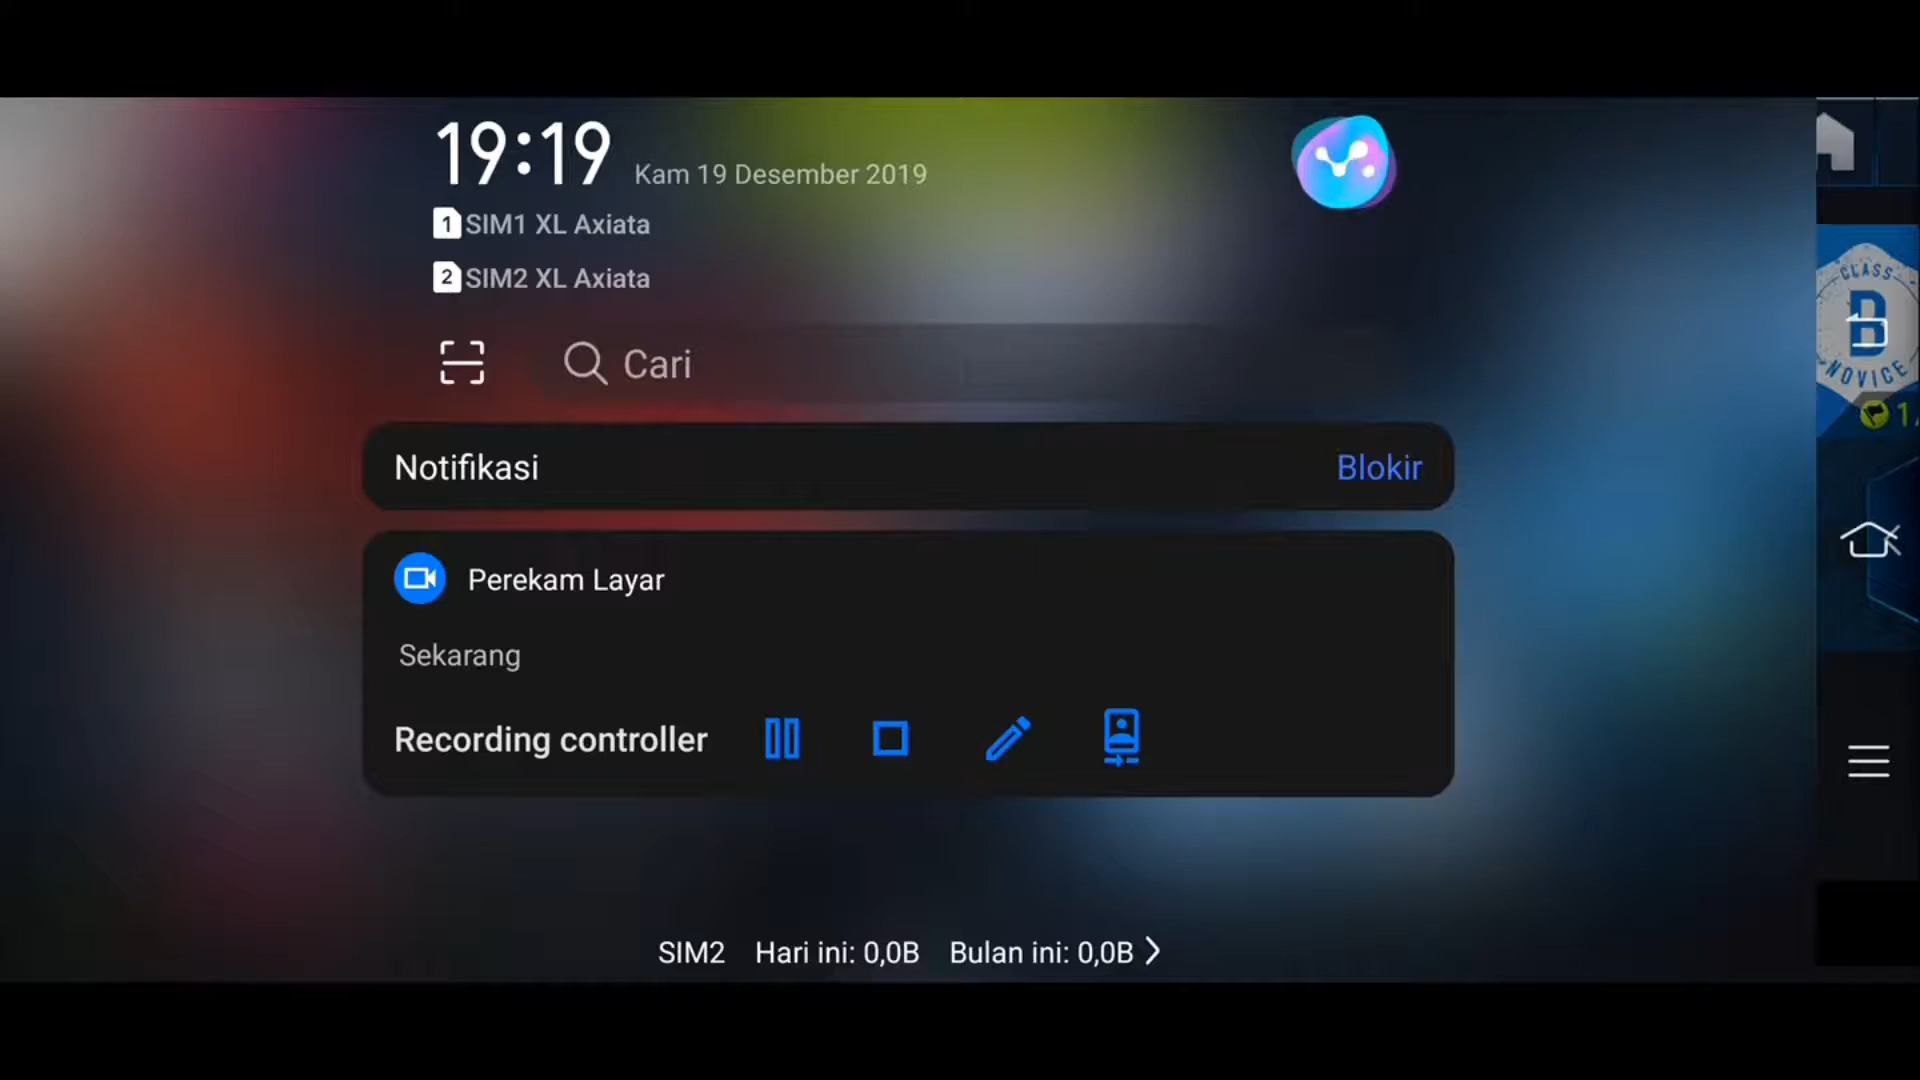 19:19 Kam 19 Desember 2019
1 SIM1 XL Axiata
2 SIM2 XL Axiata
Cari
Notifikasi Blokir
Perekam Layar
Sekarang
Recording controller
SIM2 Hari ini: 0,0B Bulan ini: 0,0B
CLASS
B
NOVICE